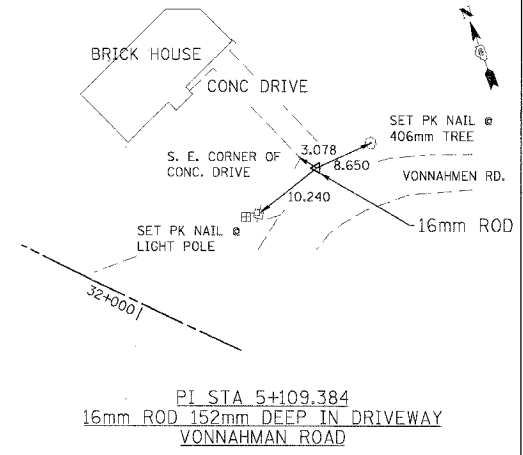 N
BRICK HOUSE
CONC DRIVE
SET PK NAIL @
406mm TREE
3.078
S. E. CORNER OF
CONC. DRIVE
8.650
VONNAHMEN RD.
10.240
16mm ROD
SET PK NAIL @
LIGHT POLE
32+000
PI STA 5+109.384
16mm ROD 152mm DEEP IN DRIVEWAY
VONNAHMAN ROAD